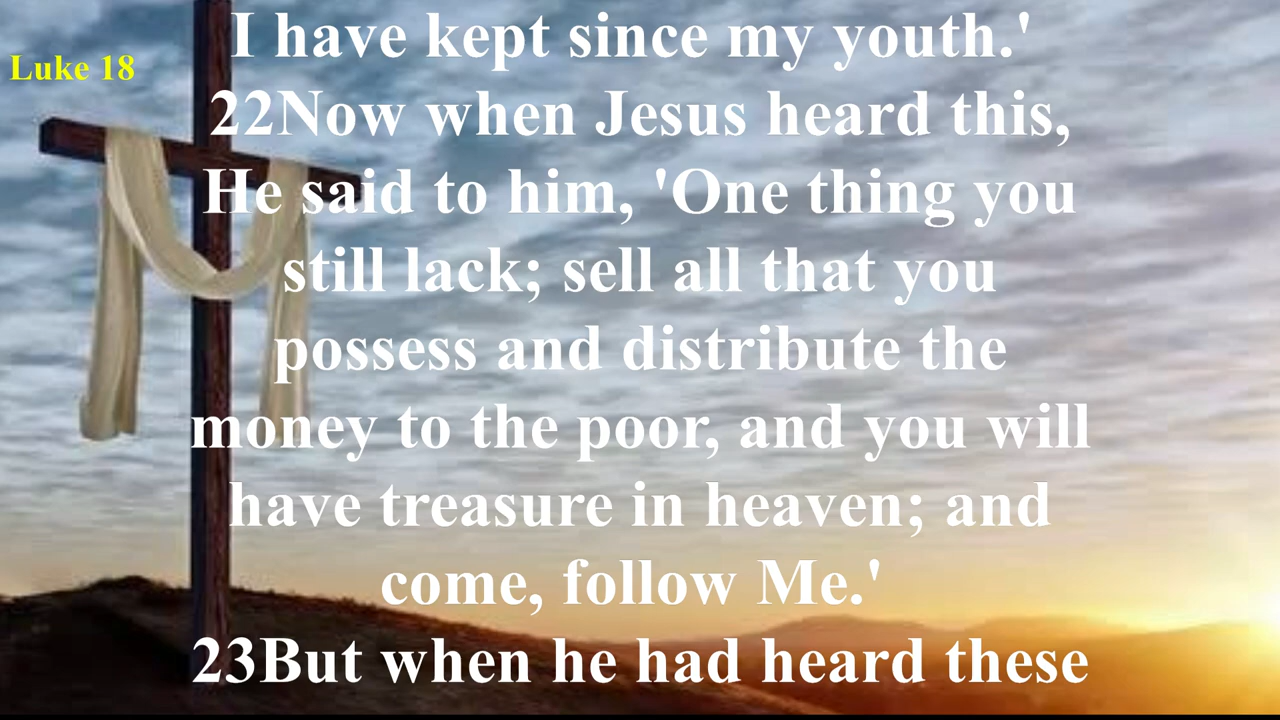 Luke 18
I have kept since my youth.'
22Now when Jesus heard this,
He said to him, 'One thing you
still lack; sell all that you
possess and distribute the
money to the poor, and you will
have treasure in heaven; and
come, follow Me.'
23But when he had heard these